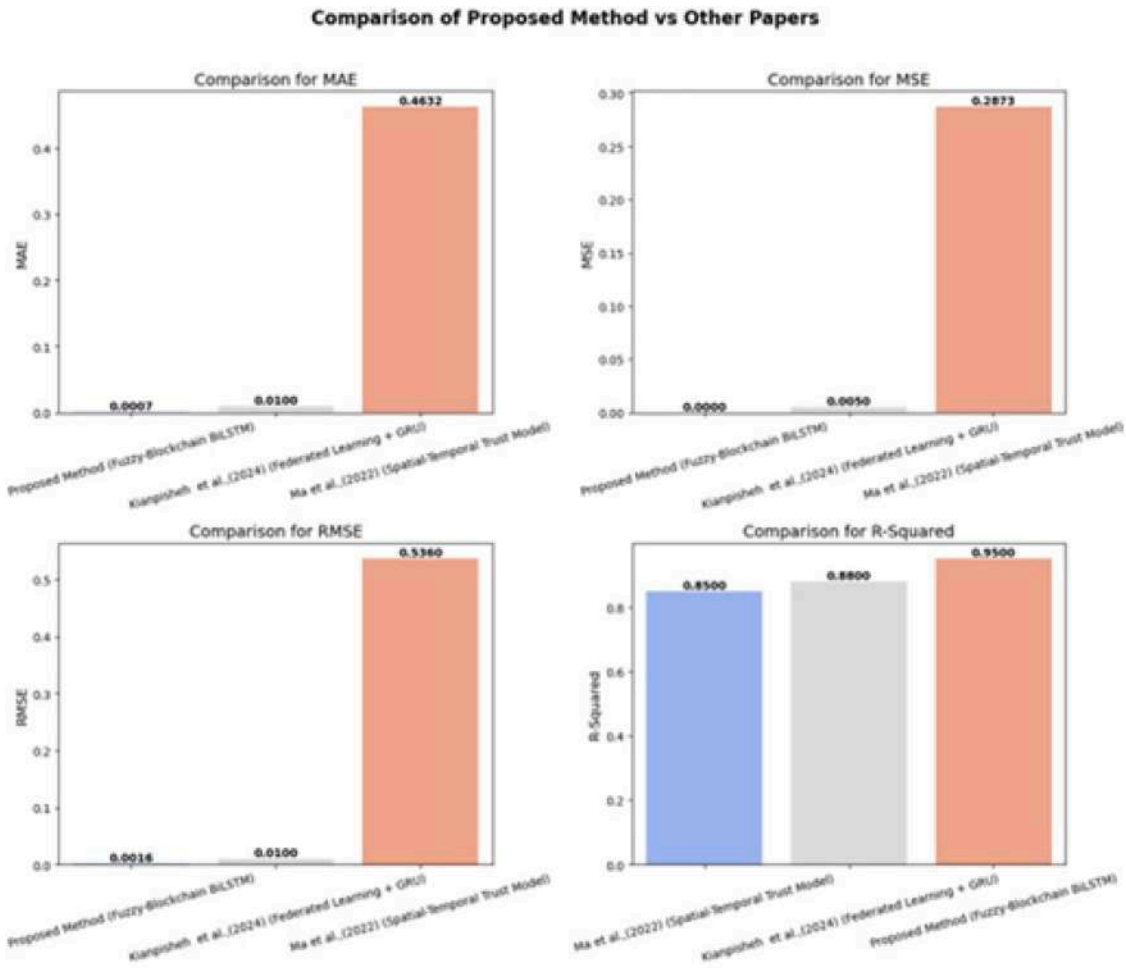 Comparison of Proposed Method vs Other Papers
Comparison for MAE
0.4632
0.4
0.3
MAE
0.2
0.1
0.0007
0.0100
0.0
Proposed Method (Fuzzy-Blockchain BiLSTM)
Kianpisheh et al.,(2024) (Federated Learning + GRU)
Ma et al.,(2022) (Spatial-Temporal Trust Model)
Comparison for MSE
0.30
0.2873
0.25
0.20
MSE
0.15
0.10
0.05
0.0000
0.0050
0.00
Proposed Method (Fuzzy-Blockchain BiLSTM)
Kianpisheh et al.,(2024) (Federated Learning + GRU)
Ma et al.,(2022) (Spatial-Temporal Trust Model)
Comparison for RMSE
0.5360
0.5
0.4
RMSE
0.3
0.2
0.1
0.0016
0.0100
0.0
Proposed Method (Fuzzy-Blockchain BiLSTM)
Kianpisheh et al.,(2024) (Federated Learning + GRU)
Ma et al.,(2022) (Spatial-Temporal Trust Model)
Comparison for R-Squared
0.9500
0.8500
0.8800
0.8
0.6
R-Squared
0.4
0.2
0.0
Ma et al.,(2022) (Spatial-Temporal Trust Model)
Kianpisheh et al.,(2024) (Federated Learning + GRU)
Proposed Method (Fuzzy-Blockchain BiLSTM)